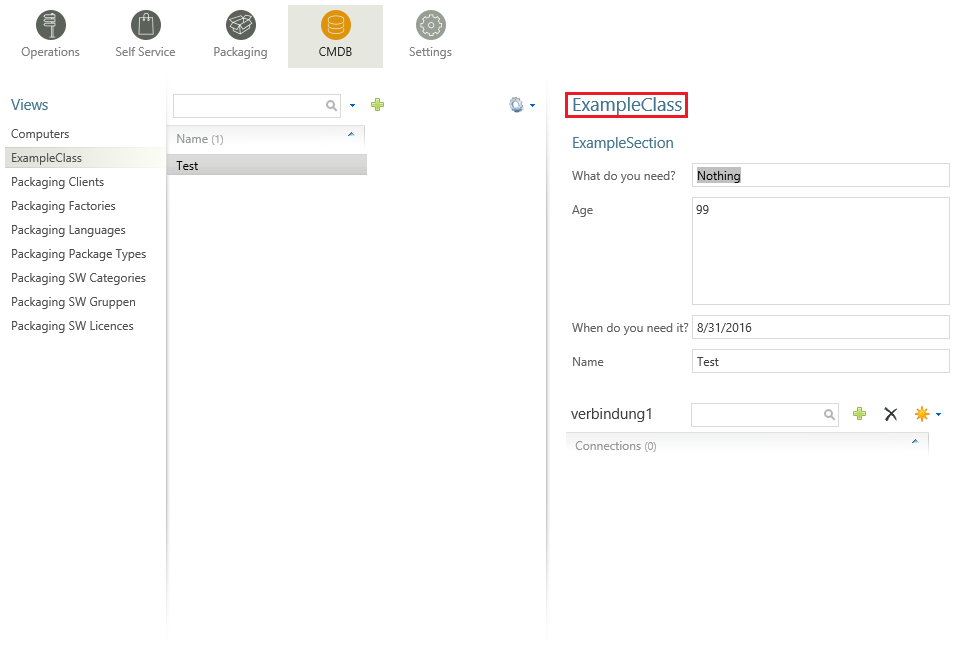 Operations
Self Service
Packaging
CMDB
Settings
Views
Computers
ExampleClass
Packaging Clients
Packaging Factories
Packaging Languages
Packaging Package Types
Packaging SW Categories
Packaging SW Gruppen
Packaging SW Licences
Name (1)
Test
ExampleClass
ExampleSection
What do you need? Nothing
Age 99
When do you need it? 8/31/2016
Name Test
verbindung1
Connections (0)